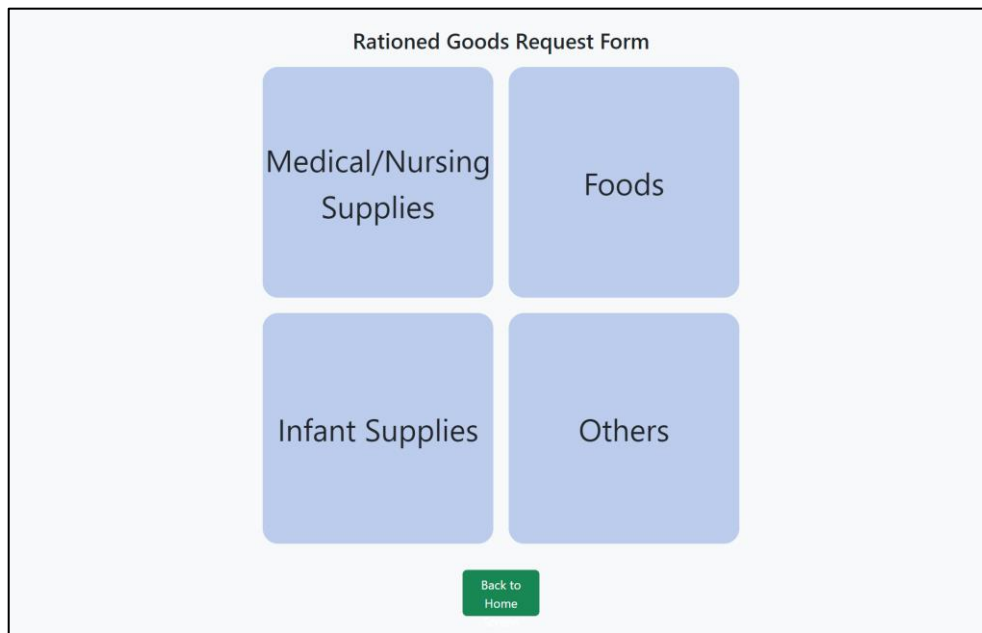 Rationed Goods Request Form
Medical/Nursing
Supplies
Foods
Infant Supplies
Others
Back to
Home